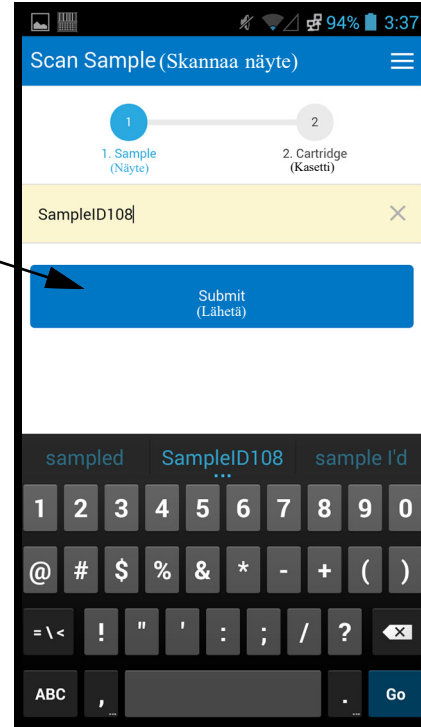 94% 3:37
Scan Sample (Skannaa näyte)
1 2
1. Sample 2. Cartridge
(Näyte) (Kasetti)
SampleID108
Submit
(Lähetä)
sampled SampleID108 sample I'd
1 2 3 4 5 6 7 8 9 0
@ # $ % & * - + ( )
= \ < ! " ' : ; / ?
ABC , ... . ... Go